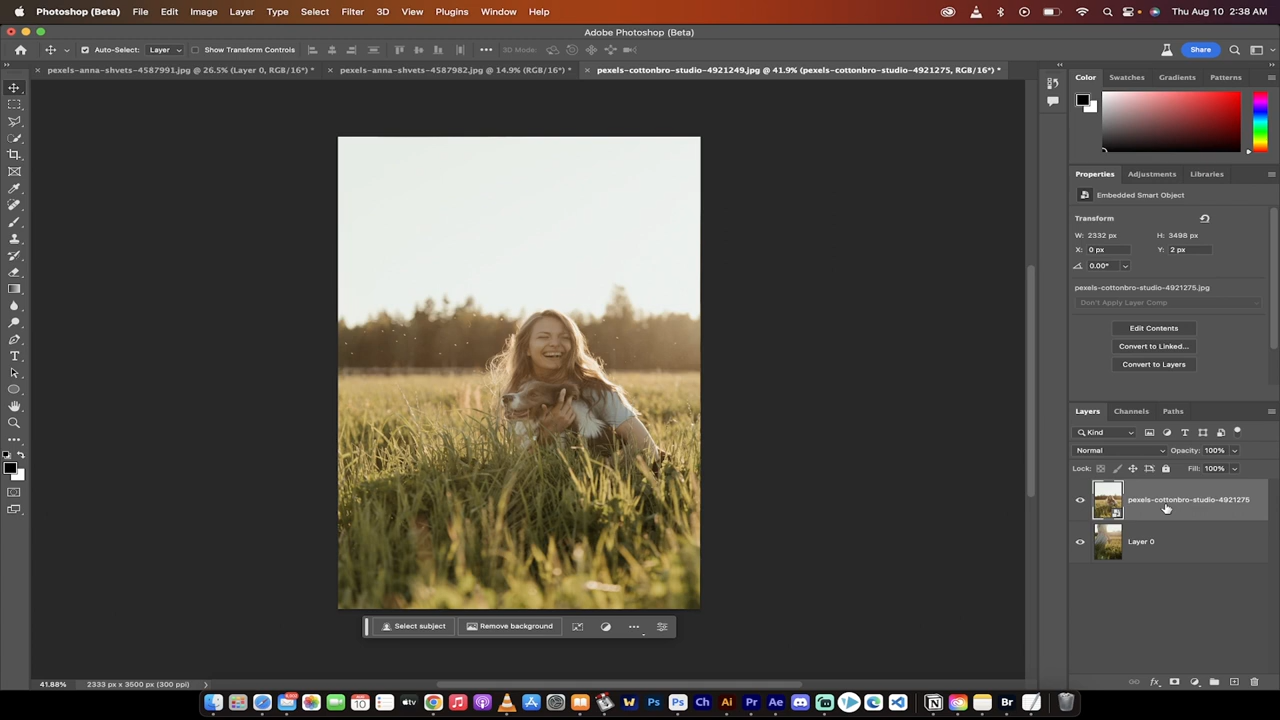 Photoshop (Beta) File Edit Image Layer Type Select Filter 3D View Plugins Window Help Thu Aug 10 2:38 AM
Adobe Photoshop (Beta)
Auto-Select: Layer Show Transform Controls 3D Mode: Share
pexels-anna-shvets-4587991.jpg @ 26.5% (Layer 0, RGB/16*) * pexels-anna-shvets-4587982.jpg @ 14.9% (RGB/16*) * pexels-cottonbro-studio-4921249.jpg @ 41.9% (pexels-cottonbro-studio-4921275, RGB/16*) *
Color Swatches Gradients Patterns
Properties Adjustments Libraries
Embedded Smart Object
Transform
W: 2332 px H: 3498 px
X: 0 px Y: 2 px
0.00°
pexels-cottonbro-studio-4921275.jpg
Don't Apply Layer Comp
Edit Contents
Convert to Linked...
Convert to Layers
Layers Channels Paths
Kind
Normal Opacity: 100%
Lock: Fill: 100%
pexels-cottonbro-studio-4921275
Layer 0
Select subject Remove background
41.88% 2333 px x 3500 px (300 ppi)